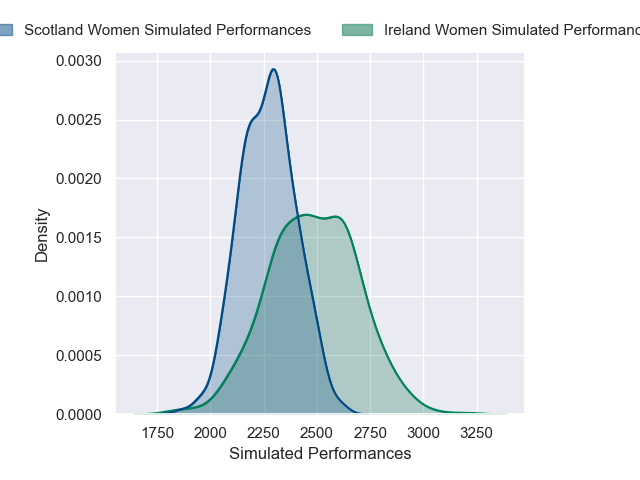 Scotland Women Simulated Performances Ireland Women Simulated
0.0030
0.0025
0.0020
0.0015
0.0010
0.0005
0.0000
Density
1750 2000 2250 2500 2750 3000 3250
Simulated Performances